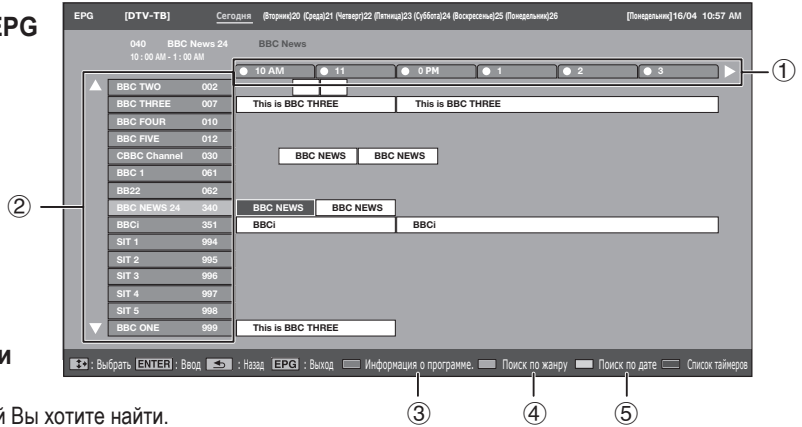 EPG
EPG [DTV-TB] Сегодня (Вторник)20 (Среда)21 (Четверг)22 (Пятница)23 (Суббота)24 (Воскресенье)25 (Понедельник)26 [Понедельник]16/04 10:57 AM
040 BBC News 24 BBC News
10 : 00 AM - 1 : 00 AM
10 AM 11 0 PM 1 2 3
①
BBC TWO 002
BBC THREE 007 This is BBC THREE This is BBC THREE
BBC FOUR 010
BBC FIVE 012
CBBC Channel 030 BBC NEWS BBC NEWS
BBC 1 061
BB22 062
②
BBC NEWS 24 340 BBC NEWS BBC NEWS
BBCi 351 BBCi BBCi
SIT 1 994
SIT 2 995
SIT 3 996
SIT 4 997
SIT 5 998
BBC ONE 999 This is BBC THREE
и
: Выбрать ENTER : Ввод : Назад EPG : Выход Информация о программе. Поиск по жанру Поиск по дате Список таймеров
③ ④ ⑤
й Вы хотите найти.